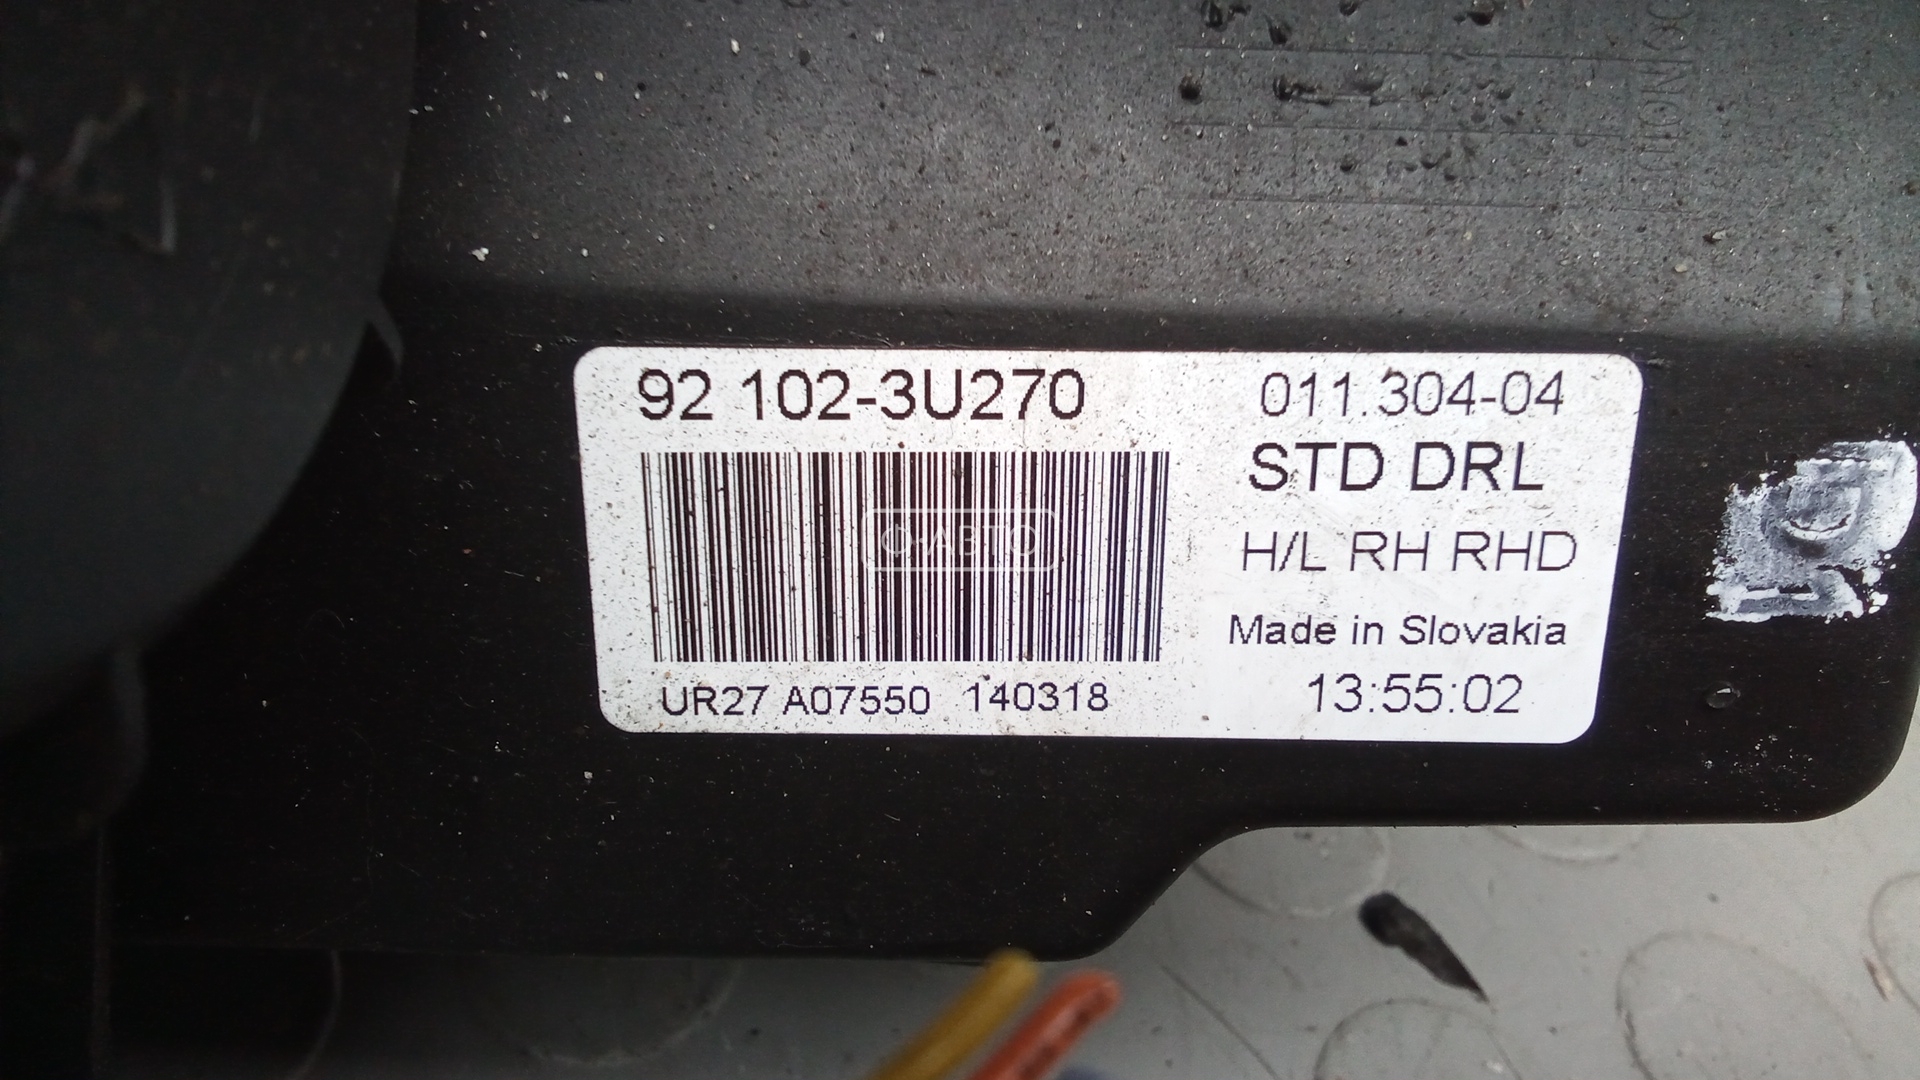 92 102-3U270
011.304-04
STD DRL
H/L RH RHD
Made in Slovakia
UR27 A07550 140318
13:55:02
Ф-АВТО